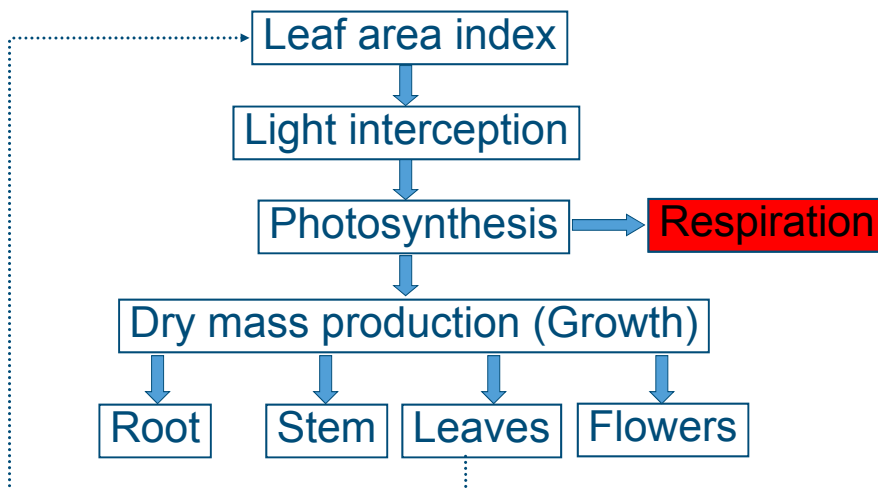 Leaf area index
Light interception
Photosynthesis
Respiration
Dry mass production (Growth)
Root
Stem
Leaves
Flowers